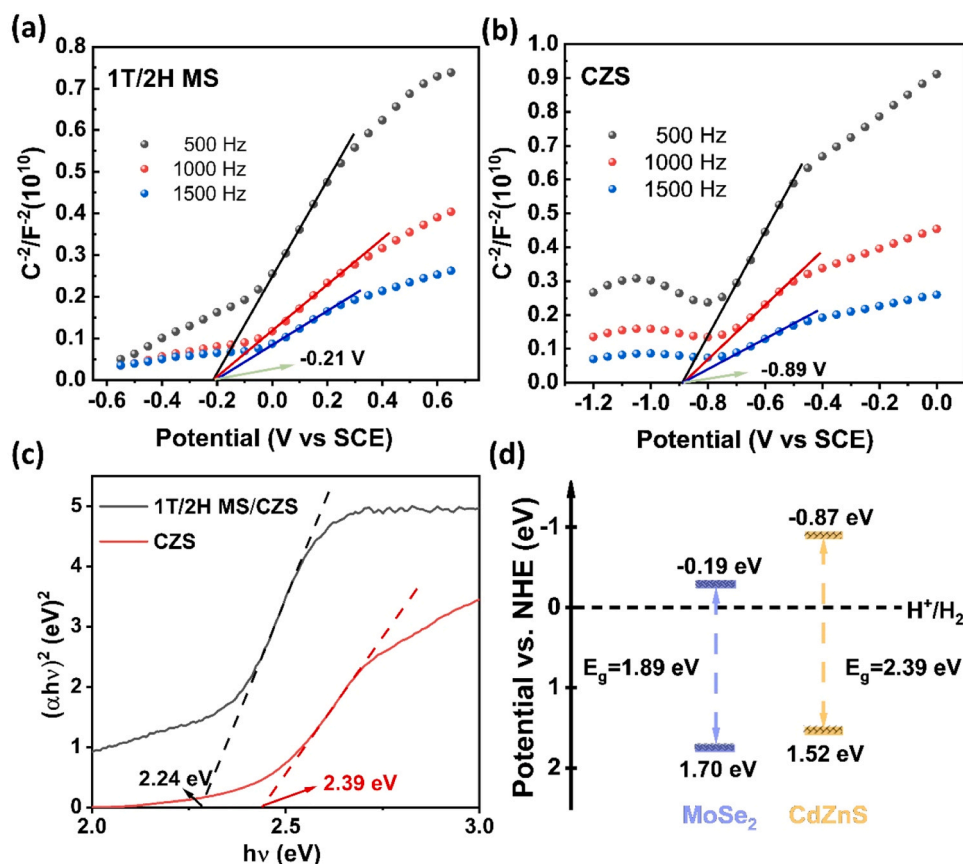 (a)
0.8
0.7
0.6
0.5
0.4
0.3
0.2
0.1
0.0
C⁻²/F⁻²(10¹⁰)
1T/2H MS
500 Hz
1000 Hz
1500 Hz
-0.21 V
-0.6 -0.4 -0.2 0.0 0.2 0.4 0.6
Potential (V vs SCE)
(b)
1.0
0.9
0.8
0.7
0.6
0.5
0.4
0.3
0.2
0.1
0.0
C⁻²/F⁻²(10¹⁰)
CZS
500 Hz
1000 Hz
1500 Hz
-0.89 V
-1.2 -1.0 -0.8 -0.6 -0.4 -0.2 0.0
Potential (V vs SCE)
(c)
5
4
3
2
1
0
(αhν)² (eV)²
1T/2H MS/CZS
CZS
2.24 eV
2.39 eV
2.0 2.5 3.0
hν (eV)
(d)
Potential vs. NHE (eV)
-1
0
1
2
-0.87 eV
-0.19 eV
H⁺/H₂
E_g=1.89 eV
E_g=2.39 eV
1.70 eV
1.52 eV
MoSe₂
CdZnS